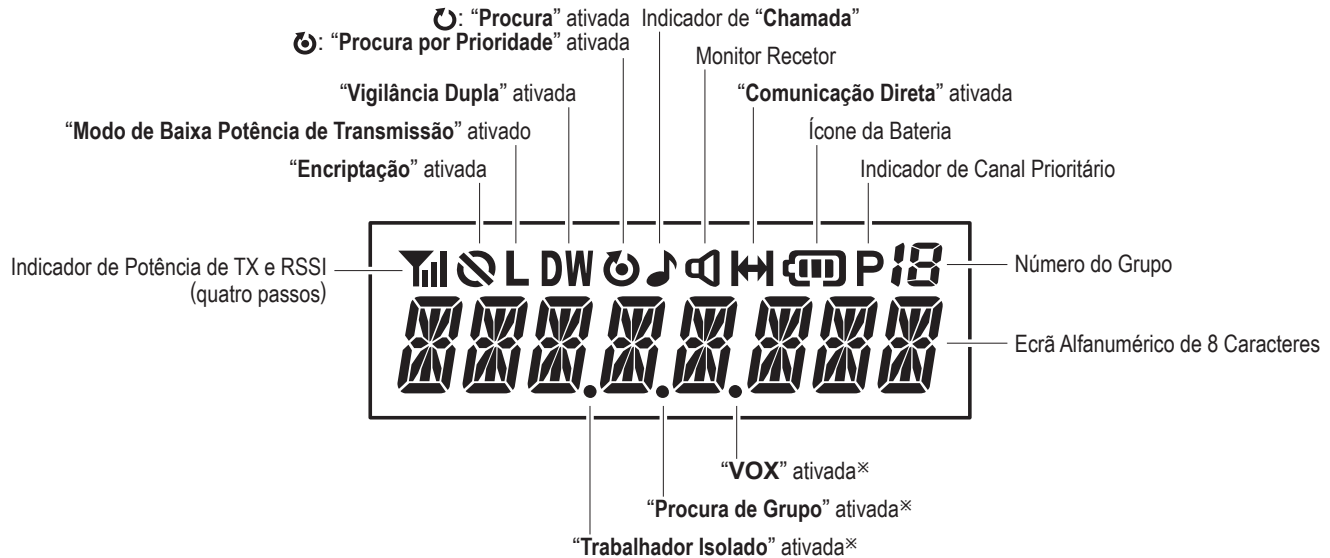 : “Procura” ativada
Indicador de “Chamada”
: “Procura por Prioridade” ativada
Monitor Recetor
“Vigilância Dupla” ativada
“Comunicação Direta” ativada
“Modo de Baixa Potência de Transmissão” ativado
Ícone da Bateria
“Encriptação” ativada
Indicador de Canal Prioritário
Indicador de Potência de TX e RSSI
(quatro passos)
L DW P 18
Número do Grupo
Ecrã Alfanumérico de 8 Caracteres
“VOX” ativada※
“Procura de Grupo” ativada※
“Trabalhador Isolado” ativada※